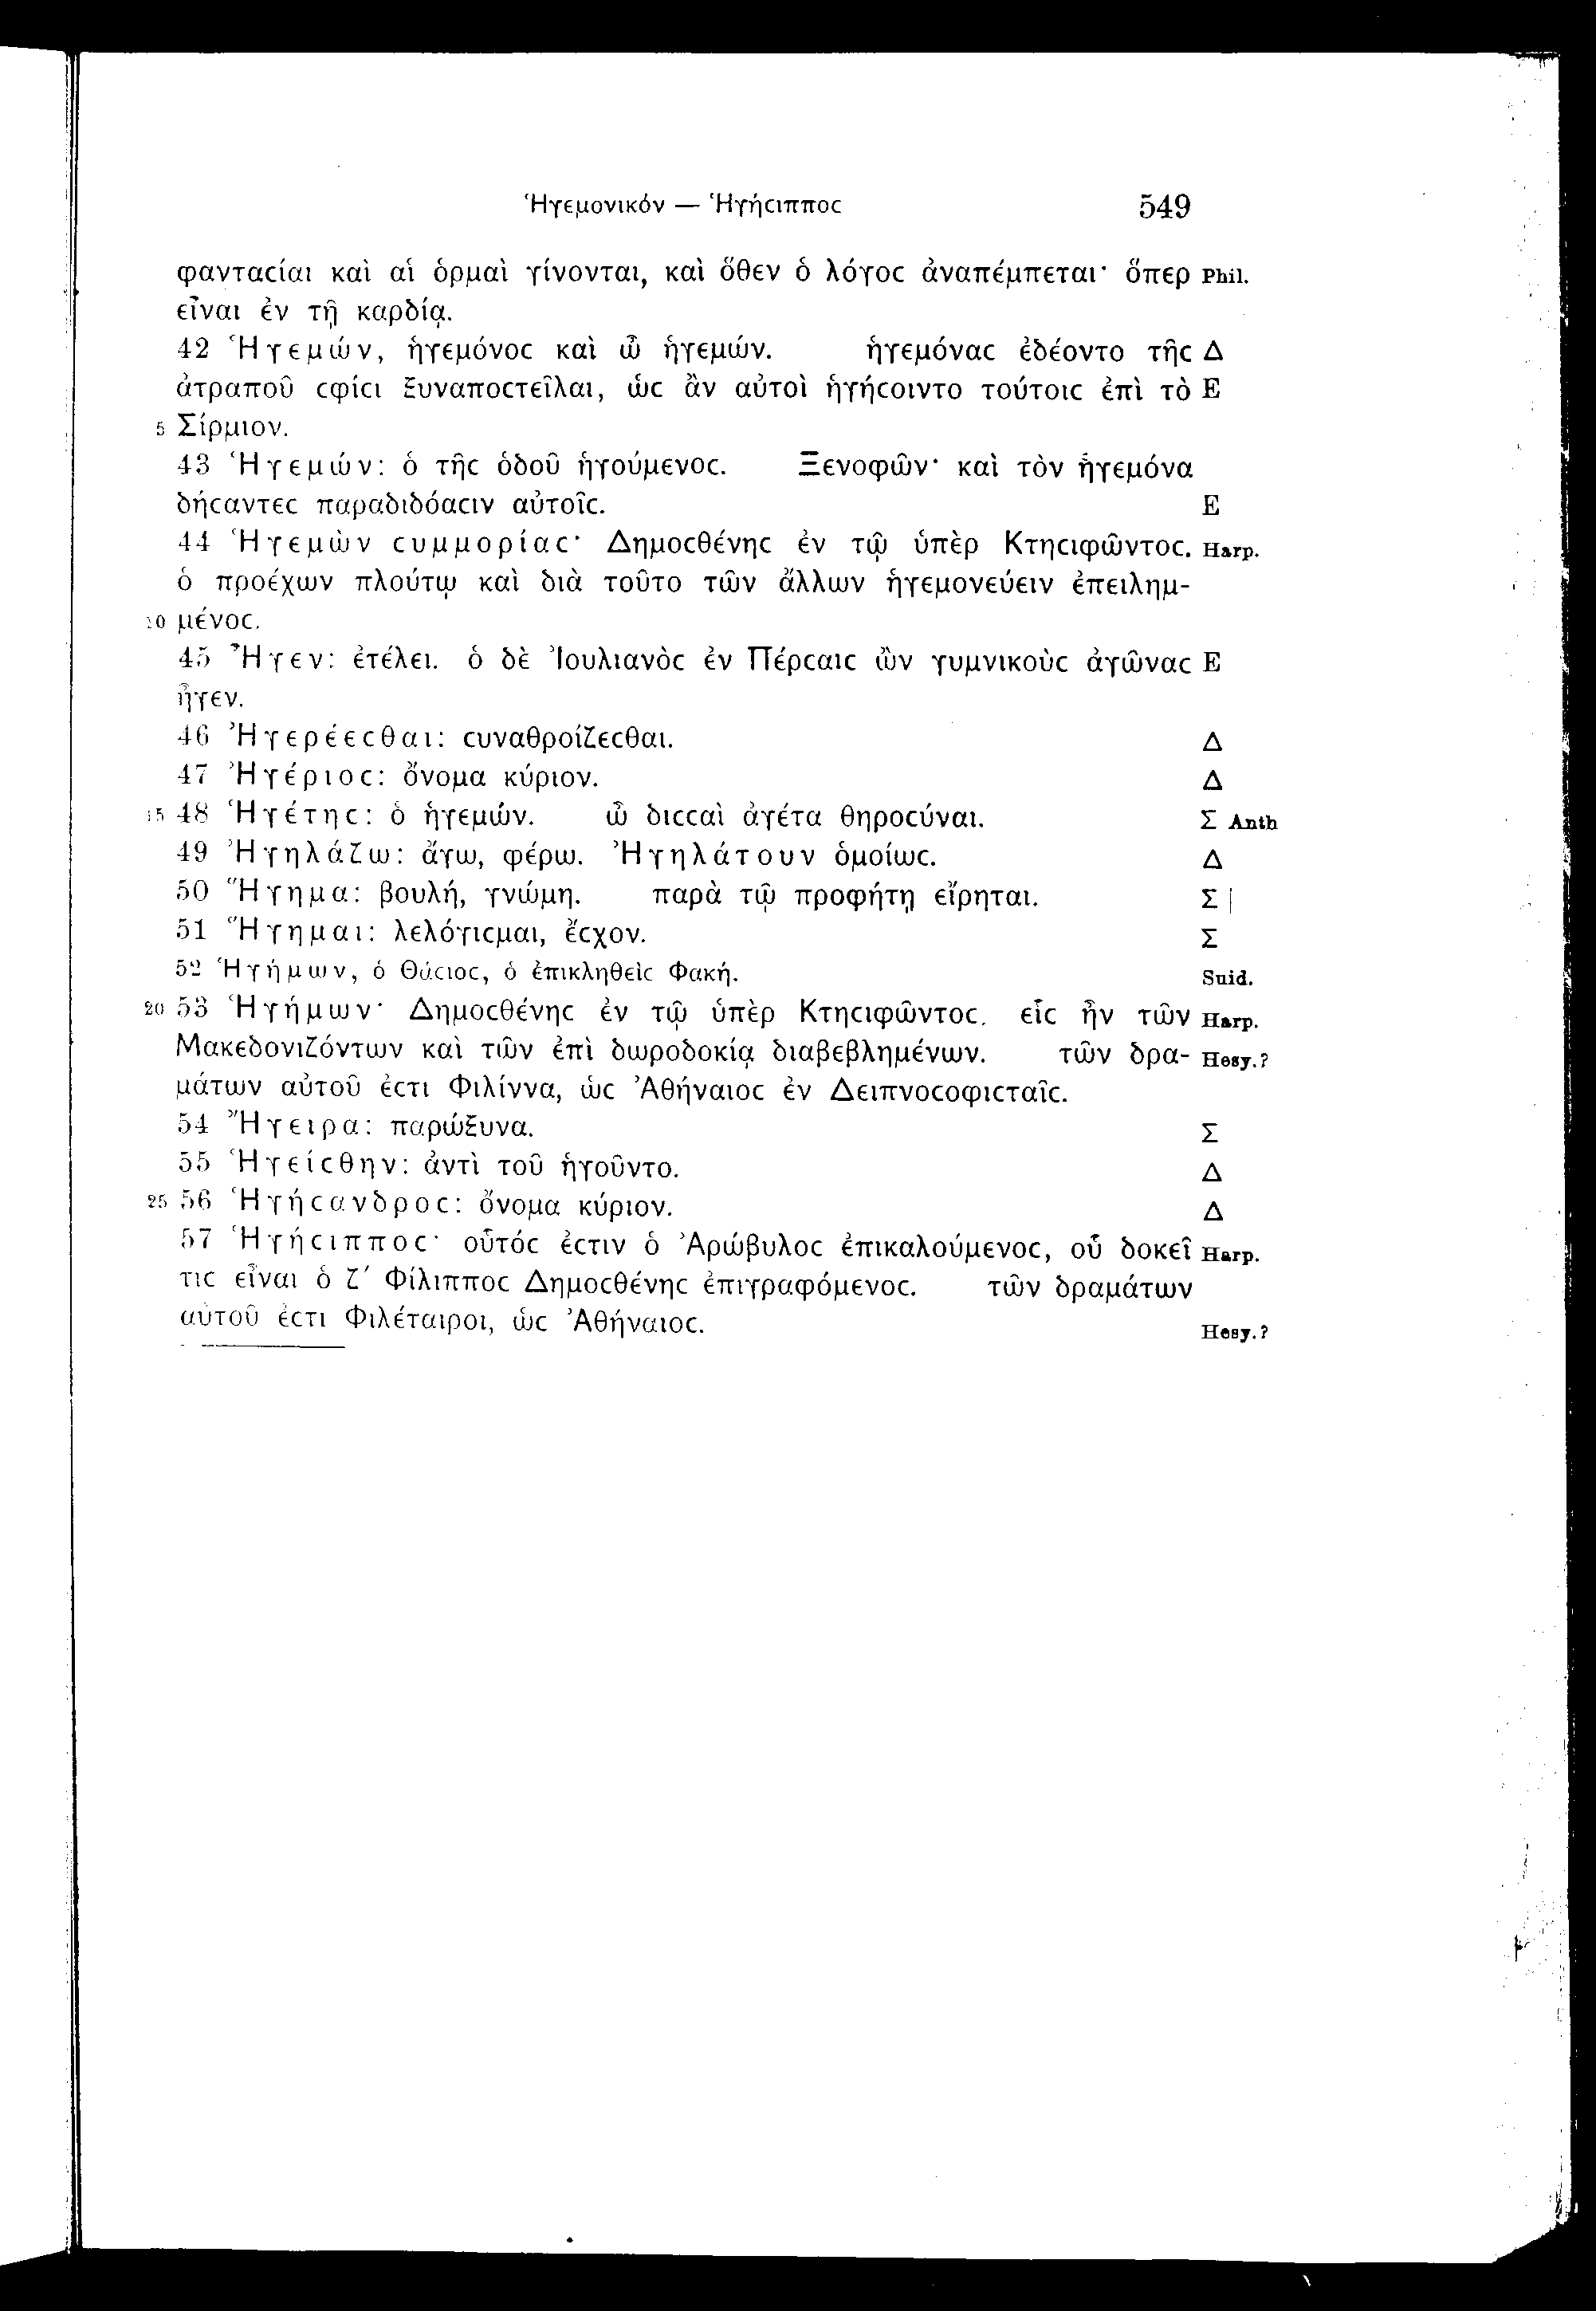 Ἡγεμονικόν — Ἡγήϲιπποϲ 549
φανταϲίαι καὶ αἱ ὁρμαὶ γίνονται, καὶ ὅθεν ὁ λόγοϲ ἀναπέμπεται· ὅπερ Phil.
εἶναι ἐν τῇ καρδίᾳ.
42 Ἡγεμών, ἡγεμόνοϲ καὶ ὦ ἡγεμών. ἡγεμόναϲ ἐδέοντο τῆϲ Δ
ἀτραποῦ ϲφίϲι ξυναποϲτεῖλαι, ὡϲ ἂν αὐτοὶ ἡγήϲοιντο τούτοιϲ ἐπὶ τὸ E
5 Σίρμιον.
43 Ἡγεμών: ὁ τῆϲ ὁδοῦ ἡγούμενοϲ. Ξενοφῶν· καὶ τὸν ἡγεμόνα
δήϲαντεϲ παραδιδόαϲιν αὐτοῖϲ. E
44 Ἡγεμὼν ϲυμμορίαϲ· Δημοϲθένηϲ ἐν τῷ ὑπὲρ Κτηϲιφῶντοϲ. Harp.
ὁ προέχων πλούτῳ καὶ διὰ τοῦτο τῶν ἄλλων ἡγεμονεύειν ἐπειλημ-
10 μένοϲ.
45 Ἦγεν: ἐτέλει. ὁ δὲ Ἰουλιανὸϲ ἐν Πέρϲαιϲ ὢν γυμνικοὺϲ ἀγῶναϲ E
ἦγεν.
46 Ἠγερέεϲθαι: ϲυναθροίζεϲθαι. Δ
47 Ἠγέριοϲ: ὄνομα κύριον. Δ
15 48 Ἡγέτηϲ: ὁ ἡγεμών. ὦ διϲϲαὶ ἀγέτα θηροϲύναι. Σ Anth
49 Ἠγηλάζω: ἄγω, φέρω. Ἠγηλάτουν ὁμοίωϲ. Δ
50 Ἥγημα: βουλή, γνώμη. παρὰ τῷ προφήτῃ εἴρηται. Σ |
51 Ἥγημαι: λελόγιϲμαι, ἔϲχον. Σ
52 Ἡγήμων, ὁ Θάϲιοϲ, ὁ ἐπικληθεὶϲ Φακή. Suid.
20 53 Ἡγήμων· Δημοϲθένηϲ ἐν τῷ ὑπὲρ Κτηϲιφῶντοϲ. εἷϲ ἦν τῶν Harp.
Μακεδονιζόντων καὶ τῶν ἐπὶ δωροδοκίᾳ διαβεβλημένων. τῶν δρα- Hesy.?
μάτων αὐτοῦ ἐϲτι Φιλίννα, ὡϲ Ἀθήναιοϲ ἐν Δειπνοϲοφιϲταῖϲ.
54 Ἤγειρα: παρώξυνα. Σ
55 Ἡγείϲθην: ἀντὶ τοῦ ἡγοῦντο. Δ
25 56 Ἡγήϲανδροϲ: ὄνομα κύριον. Δ
57 Ἡγήϲιπποϲ· οὗτόϲ ἐϲτιν ὁ Ἀρώβυλοϲ ἐπικαλούμενοϲ, οὗ δοκεῖ Harp.
τιϲ εἶναι ὁ ζʹ Φίλιπποϲ Δημοϲθένηϲ ἐπιγραφόμενοϲ. τῶν δραμάτων
αὐτοῦ ἐϲτι Φιλέταιροι, ὡϲ Ἀθήναιοϲ. Hesy.?